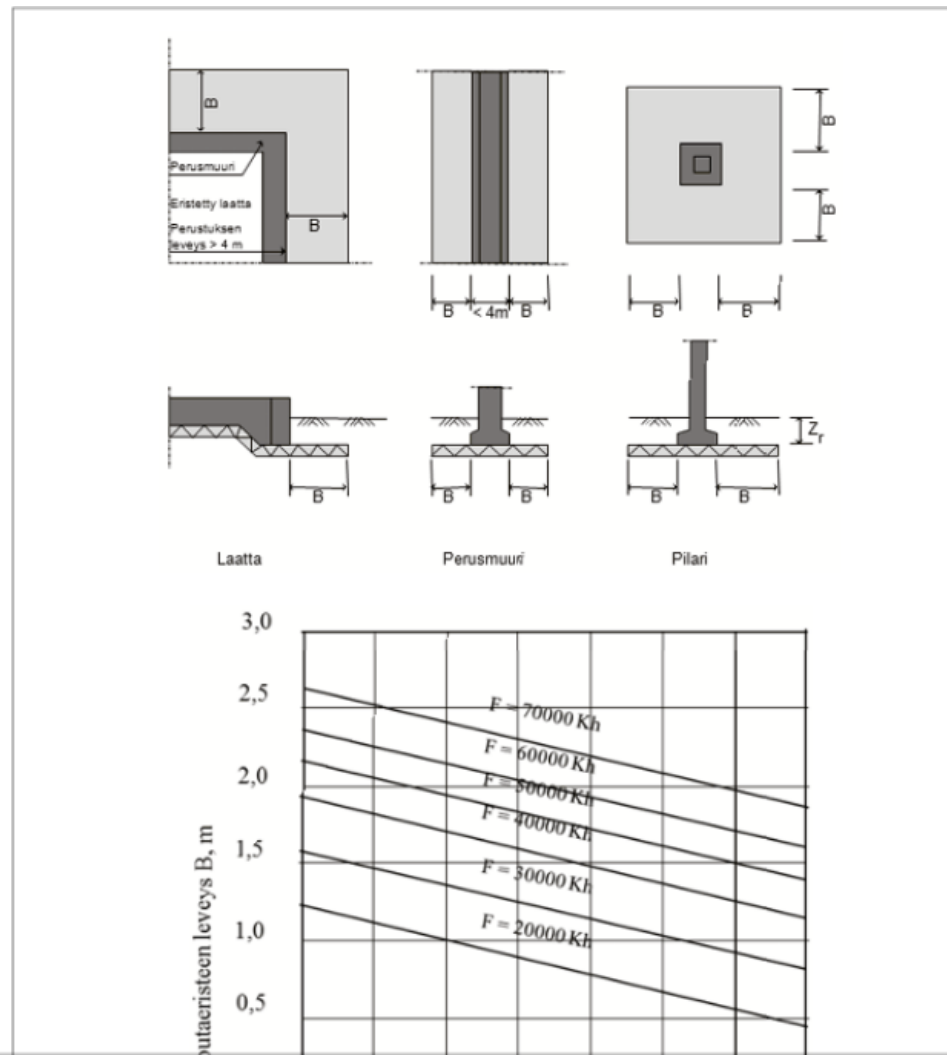 B
Perusmuuri
Eristetty laatta
Perustuksen
leveys > 4 m
B
B
< 4m
B
B
B
B
B
B
B
B
B
B
Zr
B
Laatta
Perusmuuri
Pilari
3,0
2,5
2,0
1,5
1,0
0,5
leveys B, m
F = 70000 Kh
F = 60000 Kh
F = 50000 Kh
F = 40000 Kh
F = 30000 Kh
F = 20000 Kh